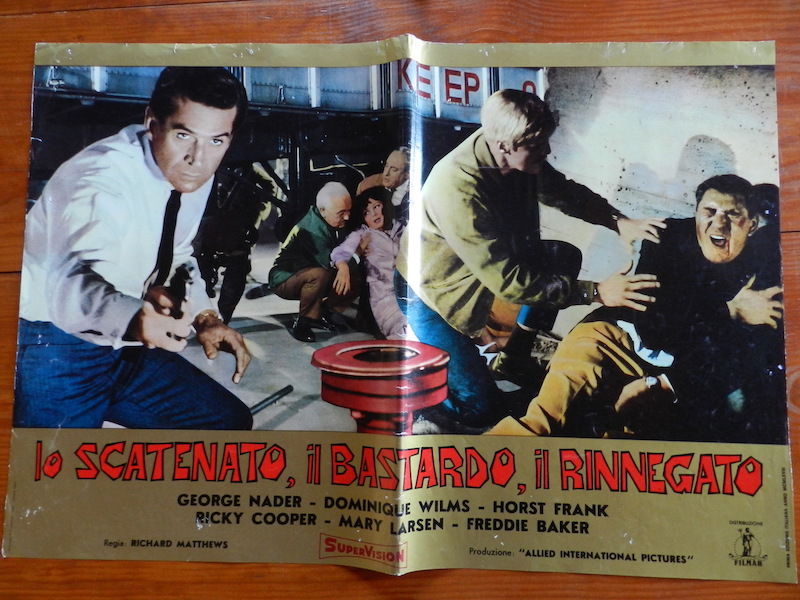 KEEP
lo SCATENATO, il BASTARDO, il RINNEGATO
GEORGE NADER - DOMINIQUE WILMS - HORST FRANK
RICKY COOPER - MARY LARSEN - FREDDIE BAKER
Regia: RICHARD MATTHEWS
SUPERVISION
Produzione: "ALLIED INTERNATIONAL PICTURES"
DISTRIBUZIONE
FILMAR